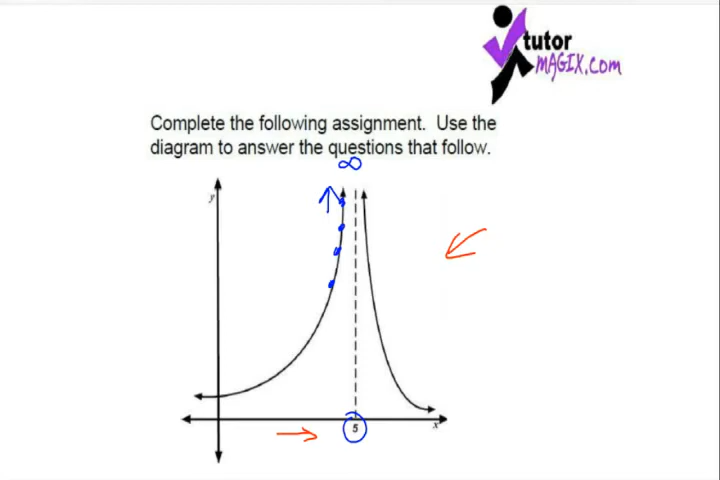 tutor
MAGIX.com
Complete the following assignment. Use the
diagram to answer the questions that follow.
∞
y
5
x